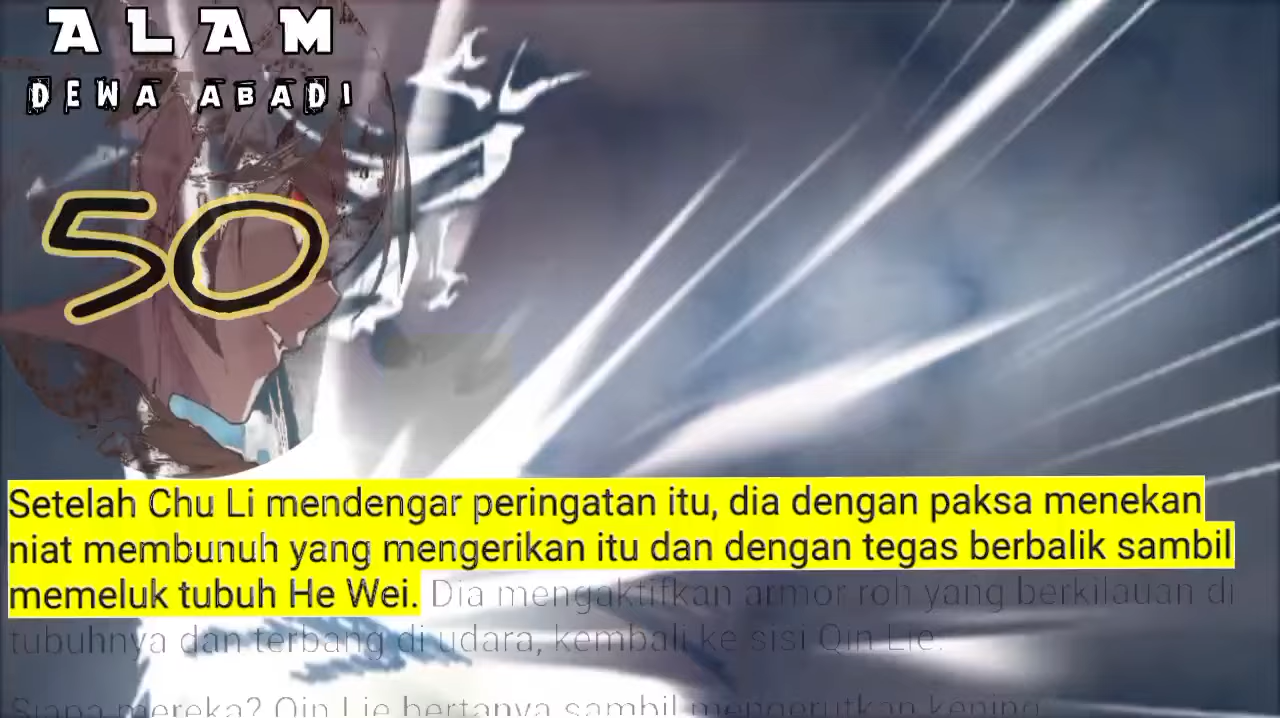 ALAM
DEWA ABADI
50
Setelah Chu Li mendengar peringatan itu, dia dengan paksa menekan
niat membunuh yang mengerikan itu dan dengan tegas berbalik sambil
memeluk tubuh He Wei. Dia mengaktifkan armor roh yang berkilauan di
tubuhnya dan terbang di udara, kembali ke sisi Qin Lie.
Siapa mereka? Qin Lie bertanya sambil mengerutkan kening.